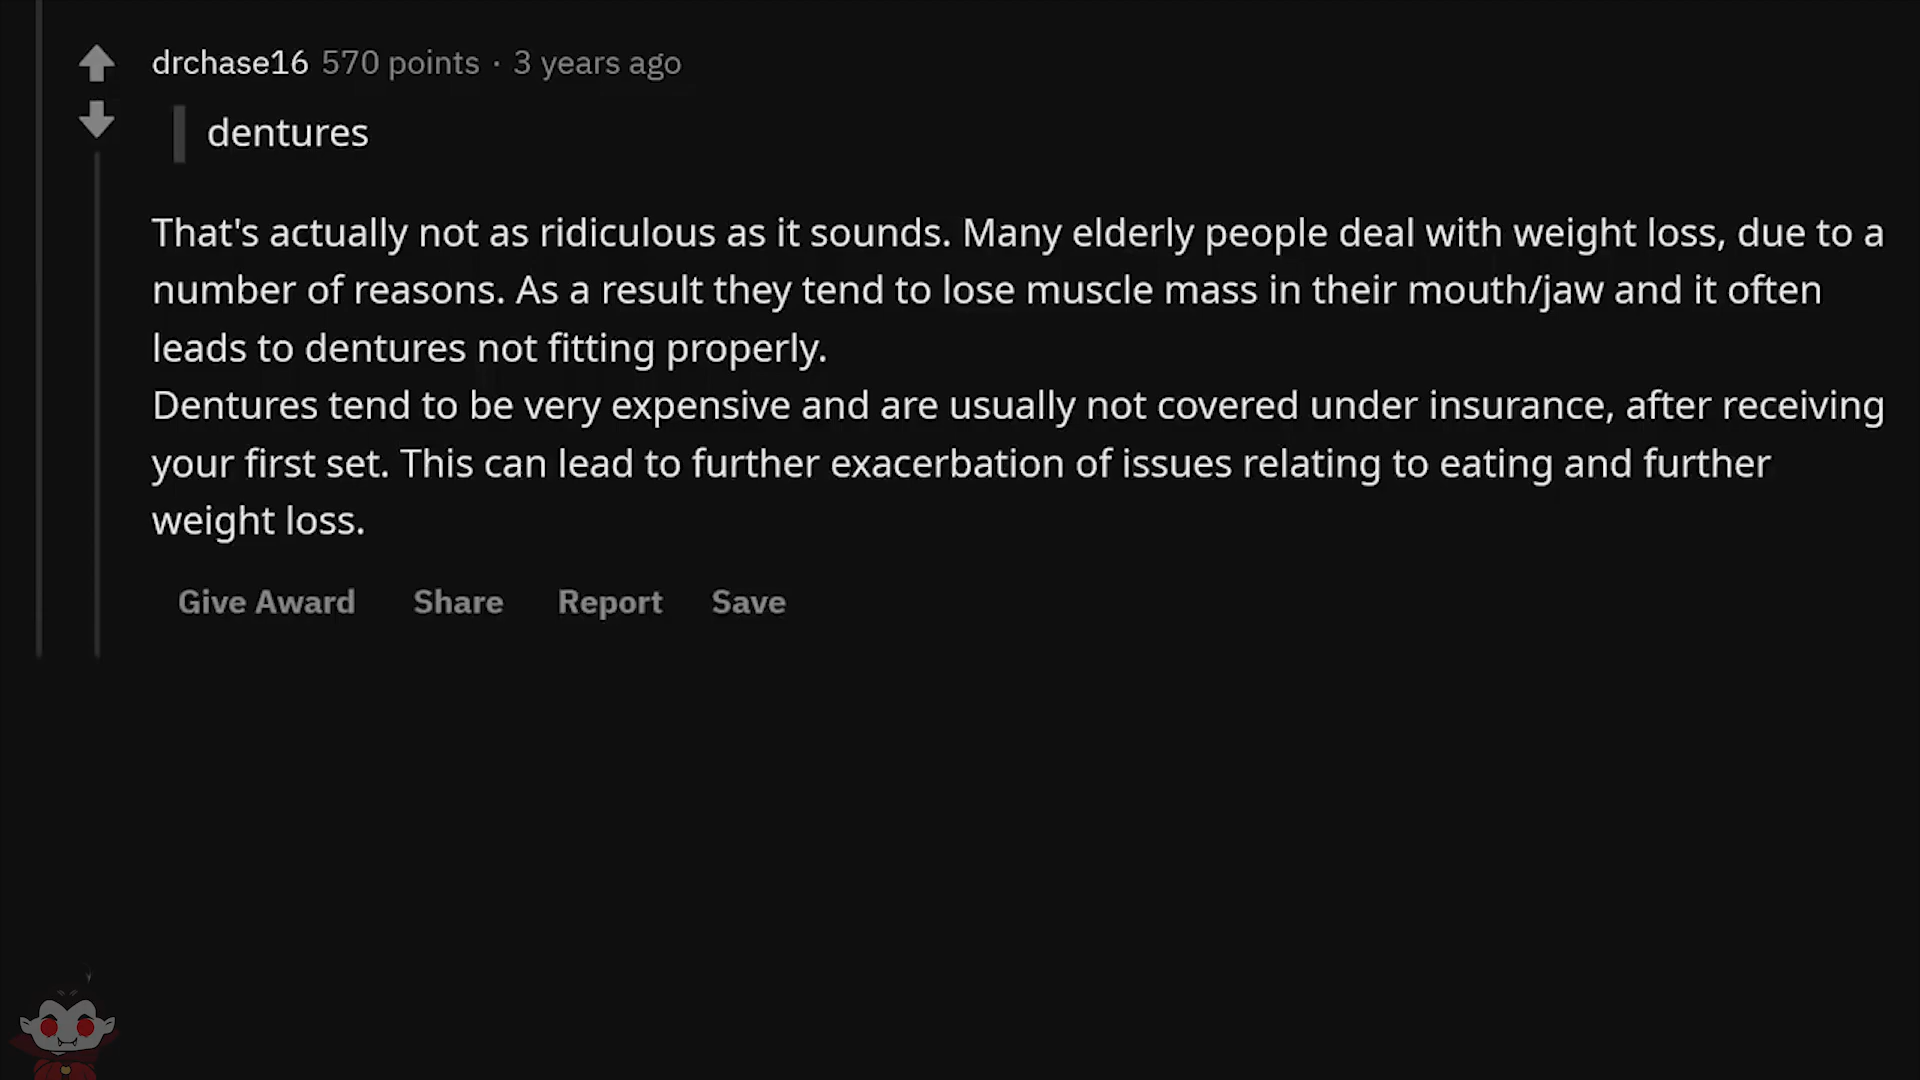 drchase16 570 points · 3 years ago
dentures
That's actually not as ridiculous as it sounds. Many elderly people deal with weight loss, due to a
number of reasons. As a result they tend to lose muscle mass in their mouth/jaw and it often
leads to dentures not fitting properly.
Dentures tend to be very expensive and are usually not covered under insurance, after receiving
your first set. This can lead to further exacerbation of issues relating to eating and further
weight loss.
Give Award Share Report Save